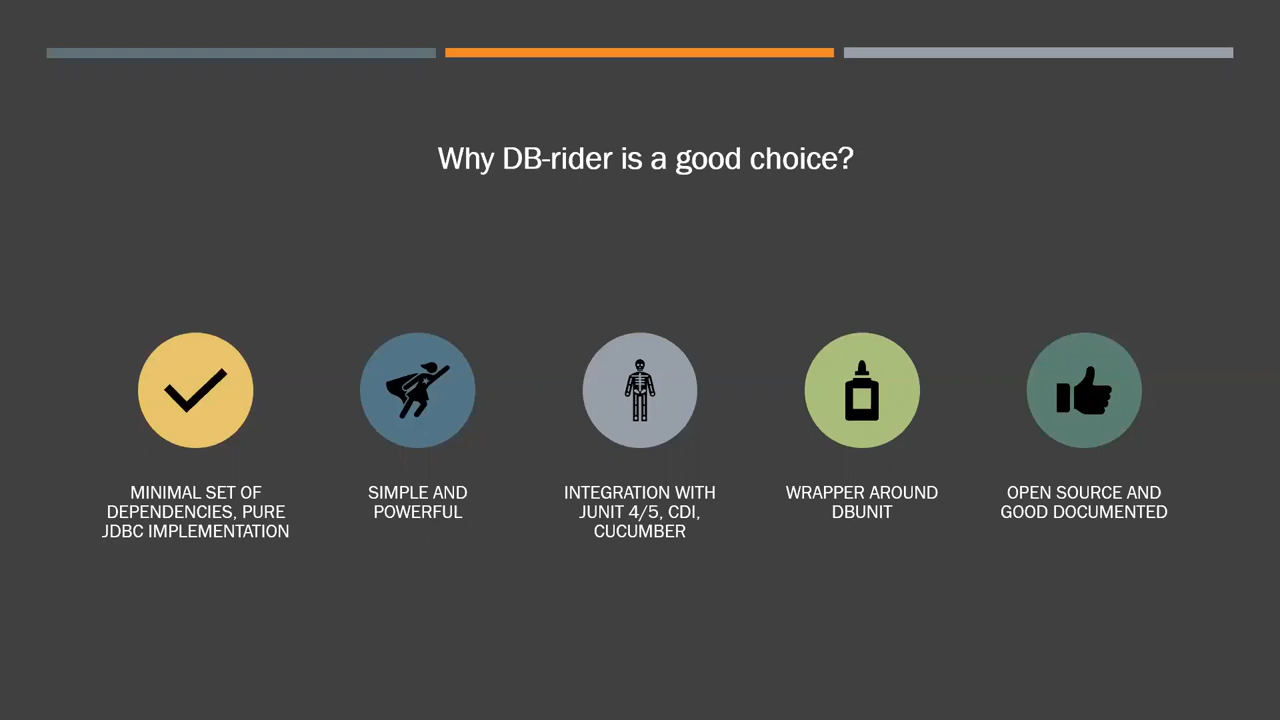 Why DB-rider is a good choice?
MINIMAL SET OF
DEPENDENCIES, PURE
JDBC IMPLEMENTATION
SIMPLE AND
POWERFUL
INTEGRATION WITH
JUNIT 4/5, CDI,
CUCUMBER
WRAPPER AROUND
DBUNIT
OPEN SOURCE AND
GOOD DOCUMENTED